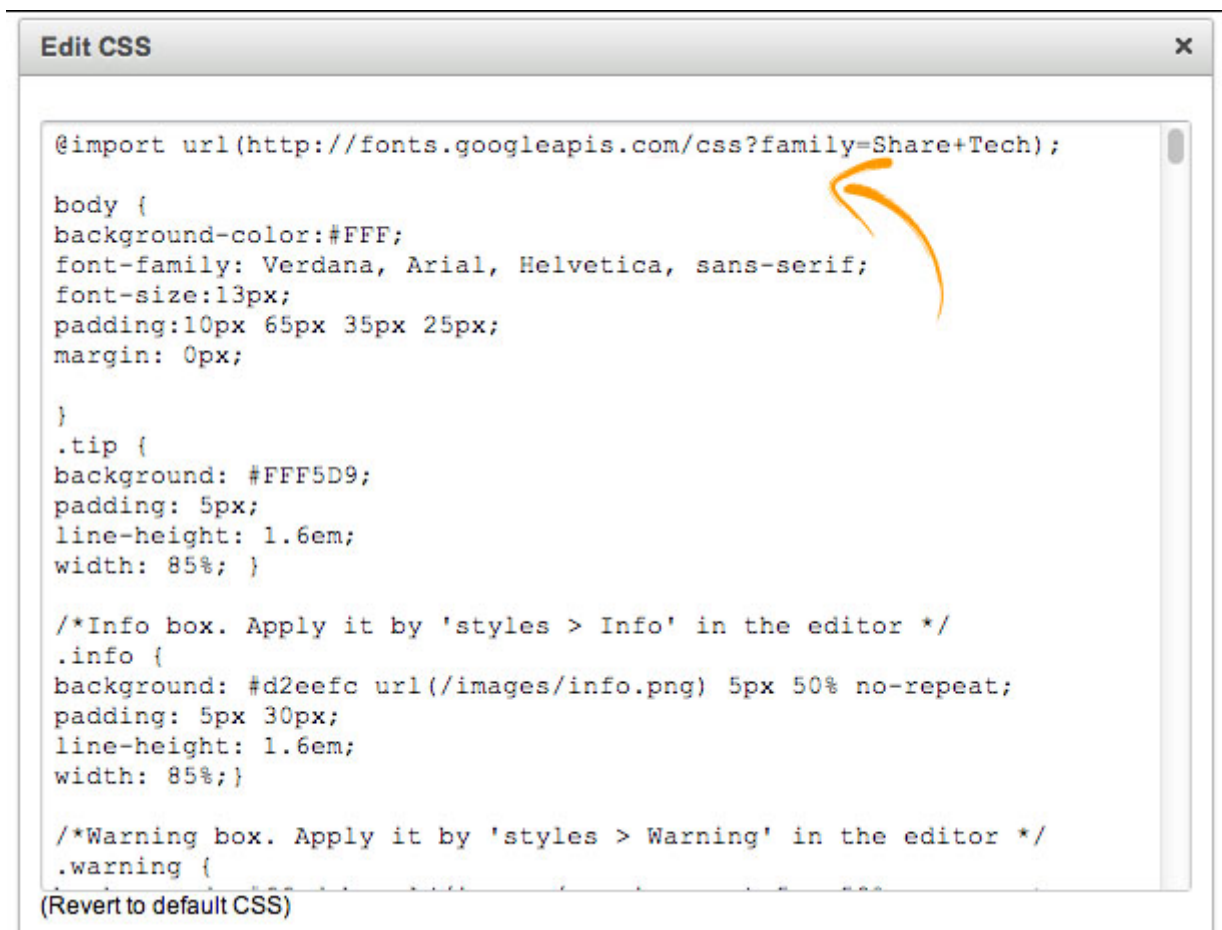 Edit CSS ×
@import url(http://fonts.googleapis.com/css?family=Share+Tech);
body {
background-color:#FFF;
font-family: Verdana, Arial, Helvetica, sans-serif;
font-size:13px;
padding:10px 65px 35px 25px;
margin: 0px;
}
.tip {
background: #FFF5D9;
padding: 5px;
line-height: 1.6em;
width: 85%; }
/*Info box. Apply it by 'styles > Info' in the editor */
.info {
background: #d2eefc url(/images/info.png) 5px 50% no-repeat;
padding: 5px 30px;
line-height: 1.6em;
width: 85%;}
/*Warning box. Apply it by 'styles > Warning' in the editor */
.warning {
(Revert to default CSS)